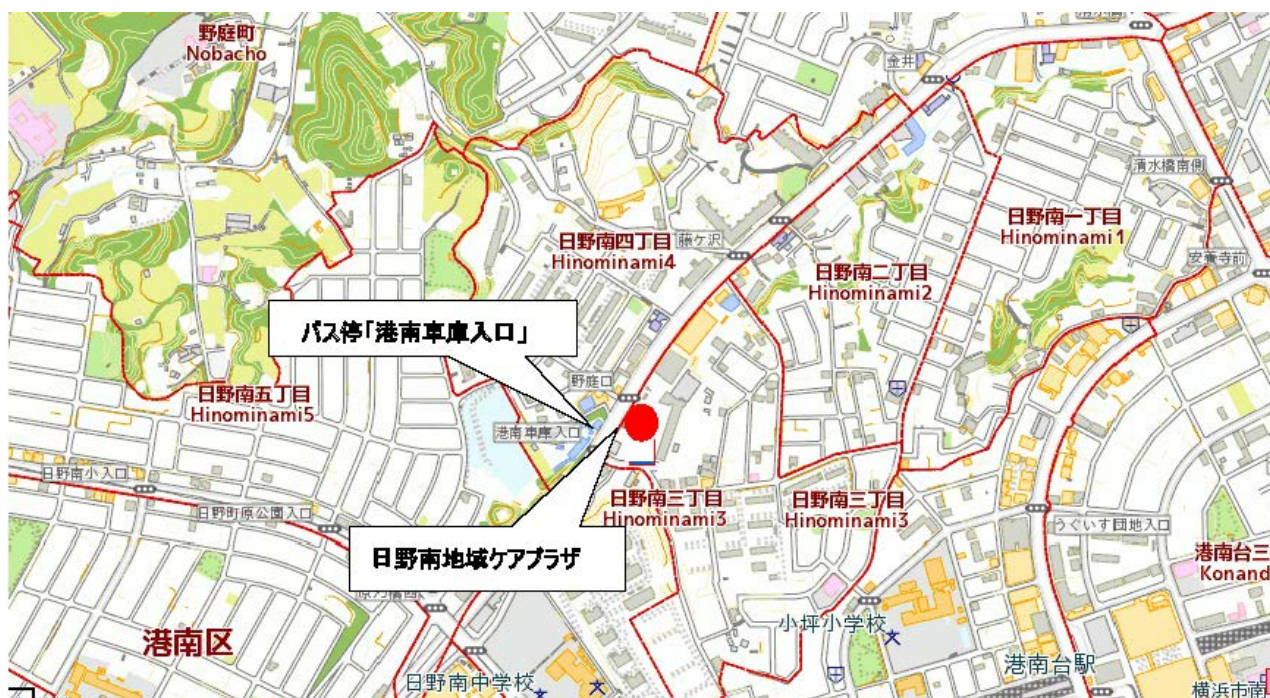 野庭町
Nobacho
金井
清水橋南側
日野南一丁目
Hinominami1
日野南四丁目
Hinominami4
藤ケ沢
日野南二丁目
Hinominami2
安養寺前
バス停「港南車庫入口」
野庭口
日野南五丁目
Hinominami5
港南車庫入口
日野南小入口
日野南三丁目
Hinominami3
日野南三丁目
Hinominami3
日野町原公園入口
うぐいす団地入口
日野南地域ケアプラザ
港南台三
Konand
港南区
小坪小学校
港南台駅
日野南中学校
横浜市南